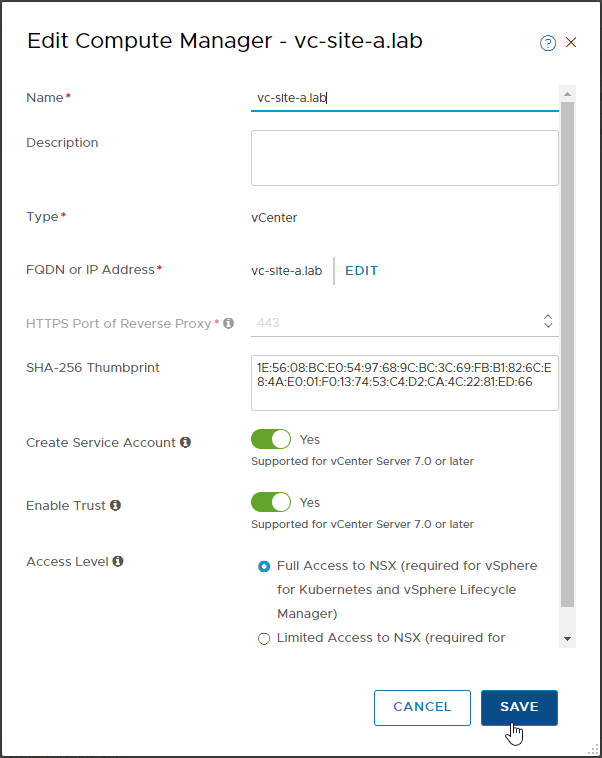 Edit Compute Manager - vc-site-a.lab
Name*
vc-site-a.lab
Description
Type*
vCenter
FQDN or IP Address*
vc-site-a.lab
EDIT
HTTPS Port of Reverse Proxy*
443
SHA-256 Thumbprint
1E:56:08:BC:E0:54:97:68:9C:BC:3C:69:FB:B1:82:6C:E
8:4A:E0:01:F0:13:74:53:C4:D2:CA:4C:22:81:ED:66
Create Service Account
Yes
Supported for vCenter Server 7.0 or later
Enable Trust
Yes
Supported for vCenter Server 7.0 or later
Access Level
Full Access to NSX (required for vSphere
for Kubernetes and vSphere Lifecycle
Manager)
Limited Access to NSX (required for
CANCEL
SAVE